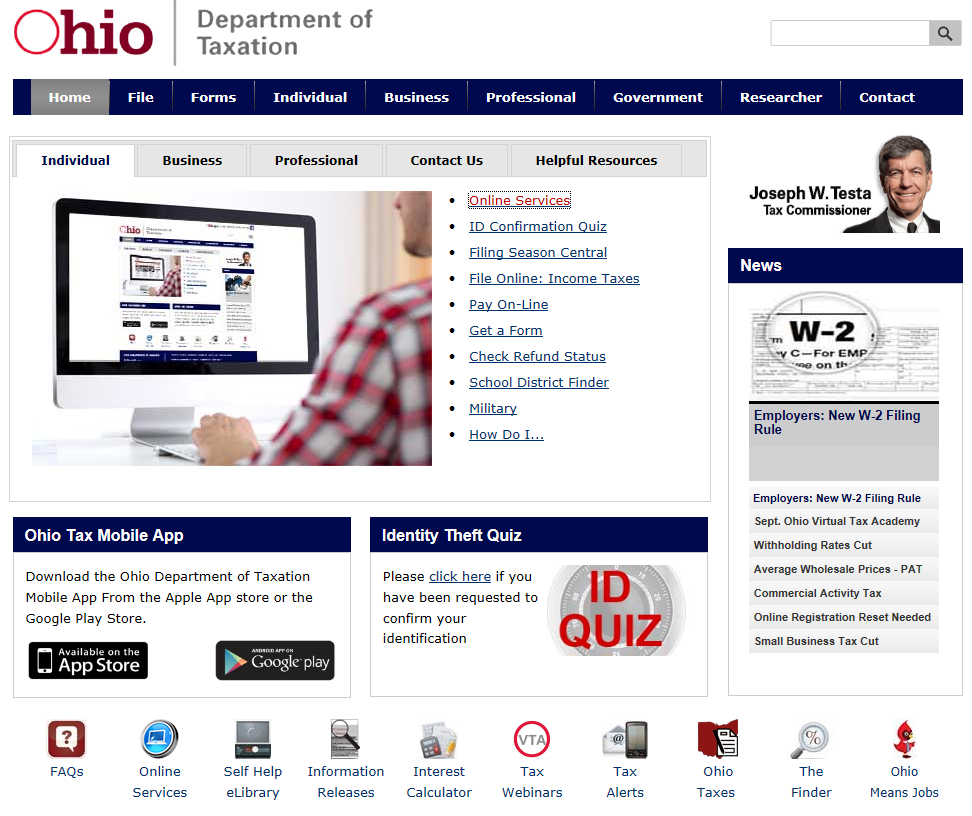 Ohio
Department of
Taxation
Home File Forms Individual Business Professional Government Researcher Contact
Individual Business Professional Contact Us Helpful Resources
Online Services
ID Confirmation Quiz
Filing Season Central
File Online: Income Taxes
Pay On-Line
Get a Form
Check Refund Status
School District Finder
Military
How Do I...
Joseph W. Testa
Tax Commissioner
News
W-2
y C—For EMP
Employers: New W-2 Filing
Rule
Employers: New W-2 Filing Rule
Sept. Ohio Virtual Tax Academy
Withholding Rates Cut
Average Wholesale Prices - PAT
Commercial Activity Tax
Online Registration Reset Needed
Small Business Tax Cut
Ohio Tax Mobile App
Download the Ohio Department of Taxation
Mobile App From the Apple App store or the
Google Play Store.
Available on the
App Store
ANDROID APP ON
Google play
Identity Theft Quiz
Please click here if you
have been requested to
confirm your
identification
ID
QUIZ
FAQs
Online
Services
Self Help
eLibrary
Information
Releases
Interest
Calculator
VTA
Tax
Webinars
Tax
Alerts
Ohio
Taxes
The
Finder
Ohio
Means Jobs